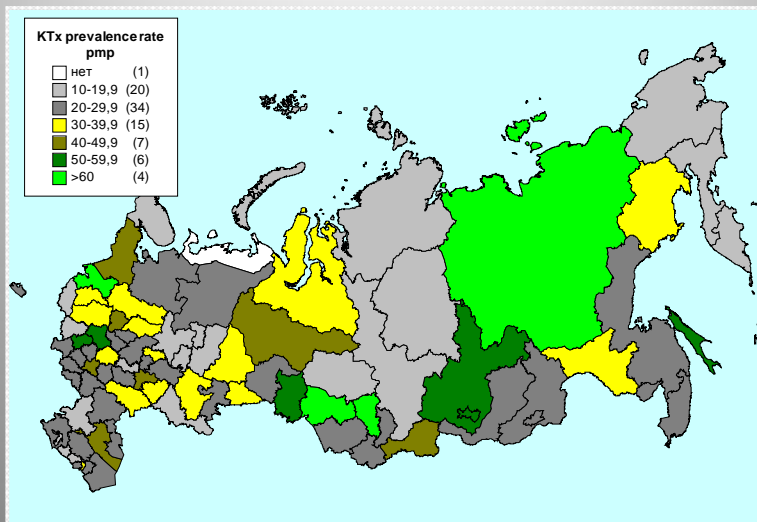 KTx prevalence rate
pmp
нет (1)
10-19,9 (20)
20-29,9 (34)
30-39,9 (15)
40-49,9 (7)
50-59,9 (6)
>60 (4)